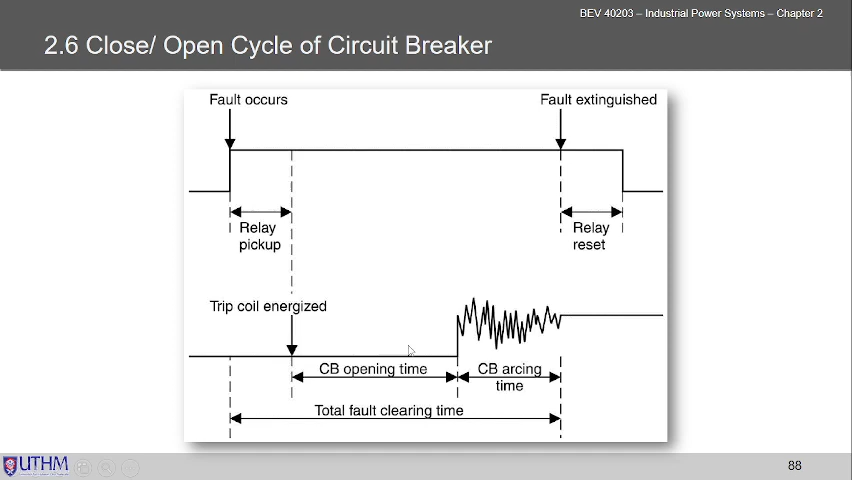 BEV 40203 – Industrial Power Systems – Chapter 2
2.6 Close/ Open Cycle of Circuit Breaker
Fault occurs
Fault extinguished
Relay
pickup
Relay
reset
Trip coil energized
CB opening time
CB arcing
time
Total fault clearing time
UTHM
88